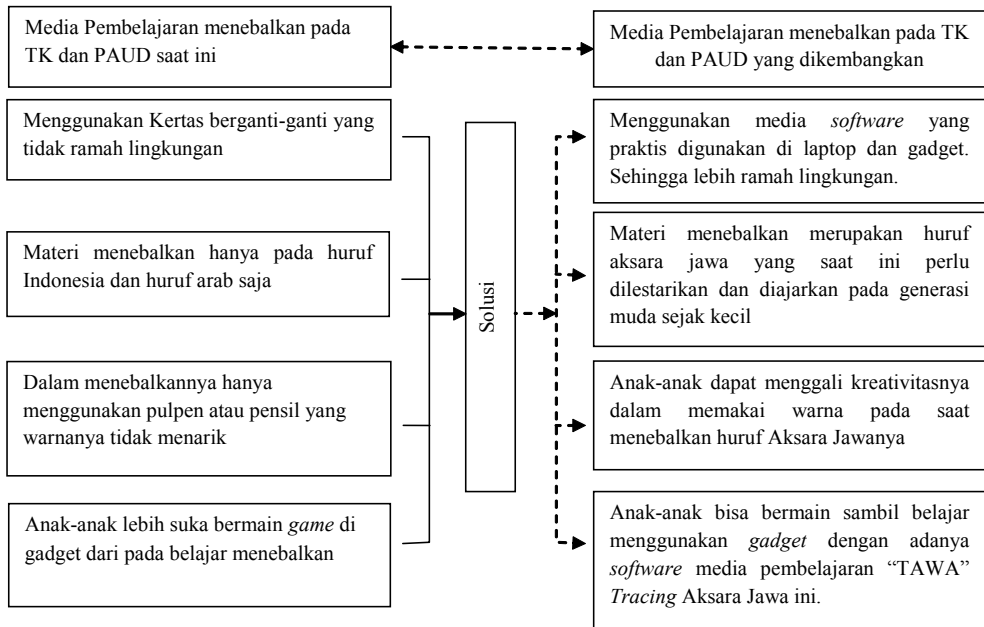 Media Pembelajaran menebalkan pada
TK dan PAUD saat ini
Media Pembelajaran menebalkan pada TK
dan PAUD yang dikembangkan
Menggunakan Kertas berganti-ganti yang
tidak ramah lingkungan
Materi menebalkan hanya pada huruf
Indonesia dan huruf arab saja
Dalam menebalkannya hanya
menggunakan pulpen atau pensil yang
warnanya tidak menarik
Anak-anak lebih suka bermain game di
gadget dari pada belajar menebalkan
Solusi
Menggunakan media software yang
praktis digunakan di laptop dan gadget.
Sehingga lebih ramah lingkungan.
Materi menebalkan merupakan huruf
aksara jawa yang saat ini perlu
dilestarikan dan diajarkan pada generasi
muda sejak kecil
Anak-anak dapat menggali kreativitasnya
dalam memakai warna pada saat
menebalkan huruf Aksara Jawanya
Anak-anak bisa bermain sambil belajar
menggunakan gadget dengan adanya
software media pembelajaran “TAWA”
Tracing Aksara Jawa ini.